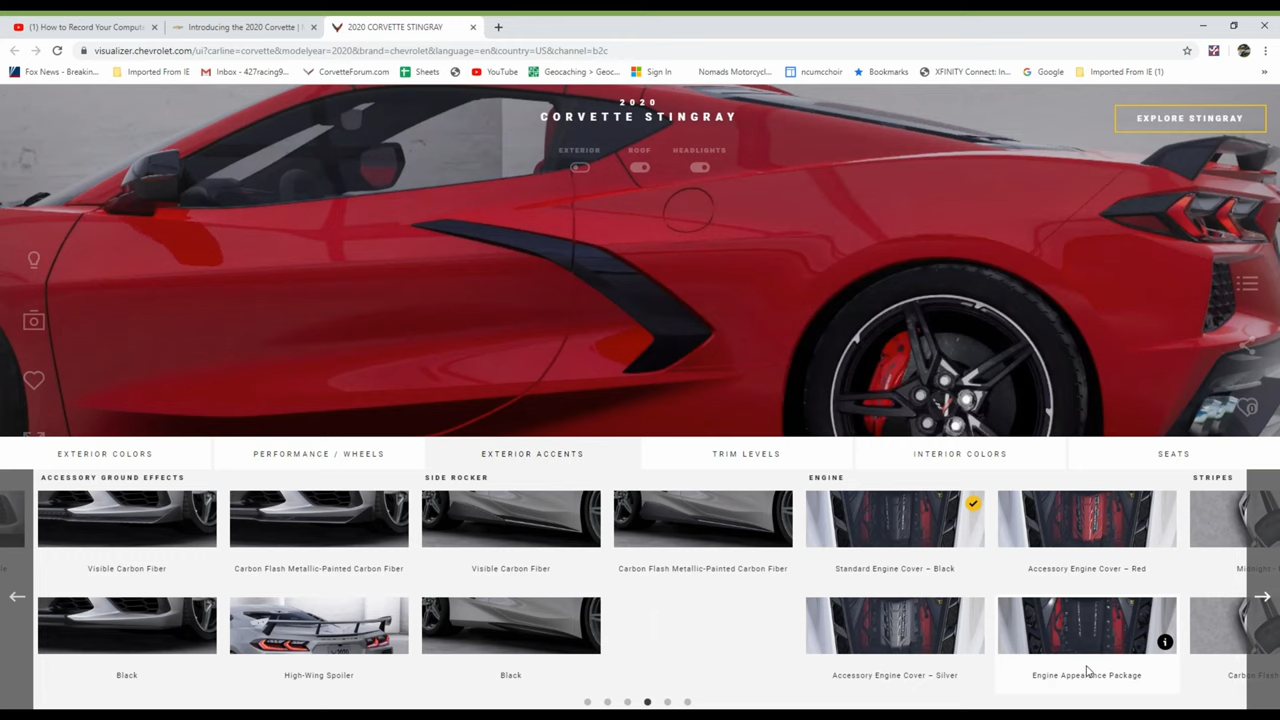 (1) How to Record Your Compute
Introducing the 2020 Corvette |
2020 CORVETTE STINGRAY
visualizer.chevrolet.com/ui?carline=corvette&modelyear=2020&brand=chevrolet&language=en&country=US&channel=b2c
Fox News - Breakin... Imported From IE Inbox - 427racing9... CorvetteForum.com Sheets YouTube Geocaching > Geoc... Sign In Nomads Motorcycl... ncumcchoir Bookmarks XFINITY Connect: In... Google Imported From IE (1) »
2020
CORVETTE STINGRAY
EXPLORE STINGRAY
EXTERIOR ROOF HEADLIGHTS
EXTERIOR COLORS PERFORMANCE / WHEELS EXTERIOR ACCENTS TRIM LEVELS INTERIOR COLORS SEATS
ACCESSORY GROUND EFFECTS SIDE ROCKER ENGINE STRIPES
Visible Carbon Fiber Carbon Flash Metallic-Painted Carbon Fiber Visible Carbon Fiber Carbon Flash Metallic-Painted Carbon Fiber Standard Engine Cover – Black Accessory Engine Cover – Red Midnight
Black High-Wing Spoiler Black Accessory Engine Cover – Silver Engine Appearance Package Carbon Flash